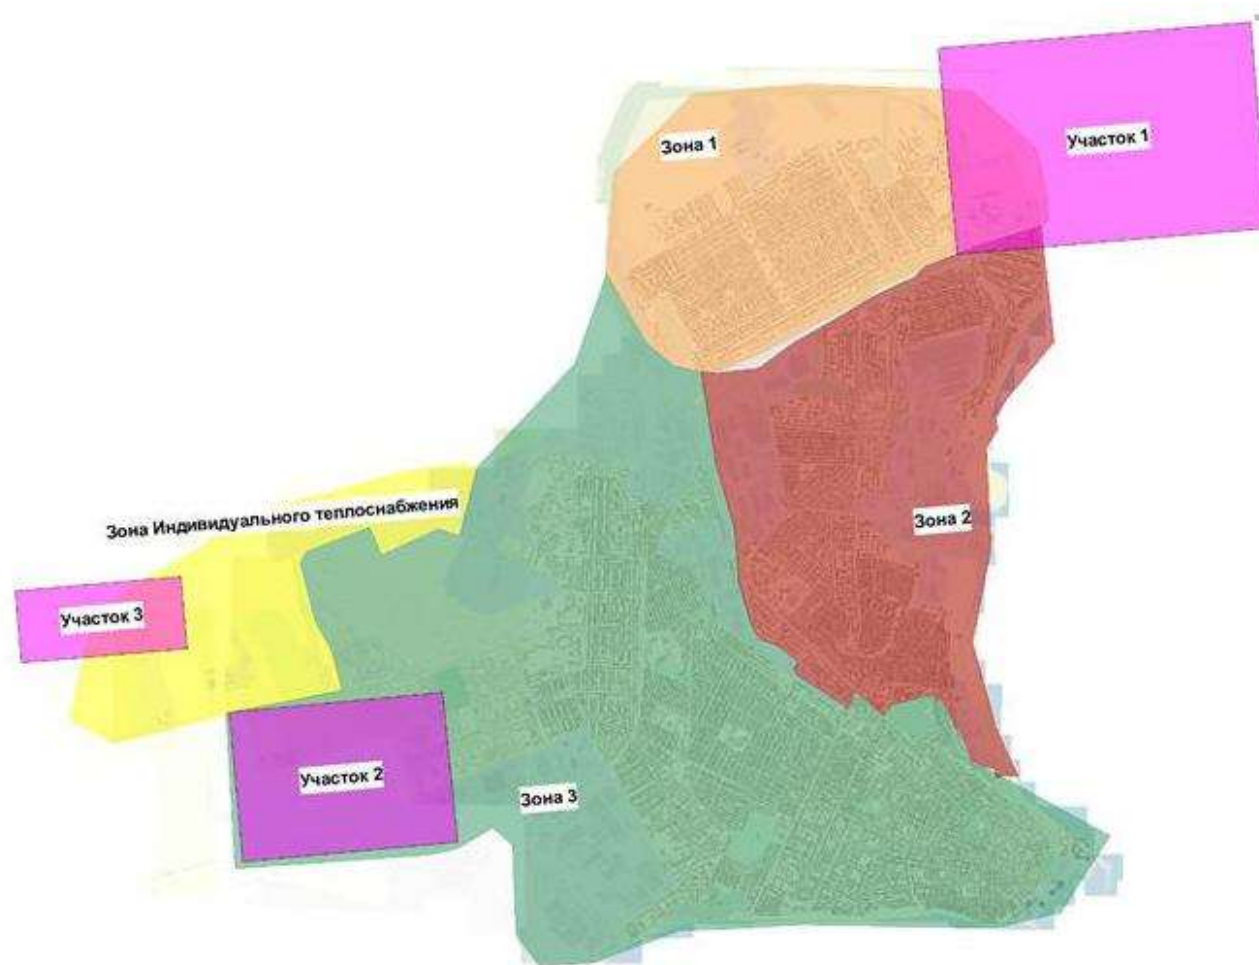 Участок 1
Зона 1
Зона Индивидуального теплоснабжения
Зона 2
Участок 3
Участок 2
Зона 3